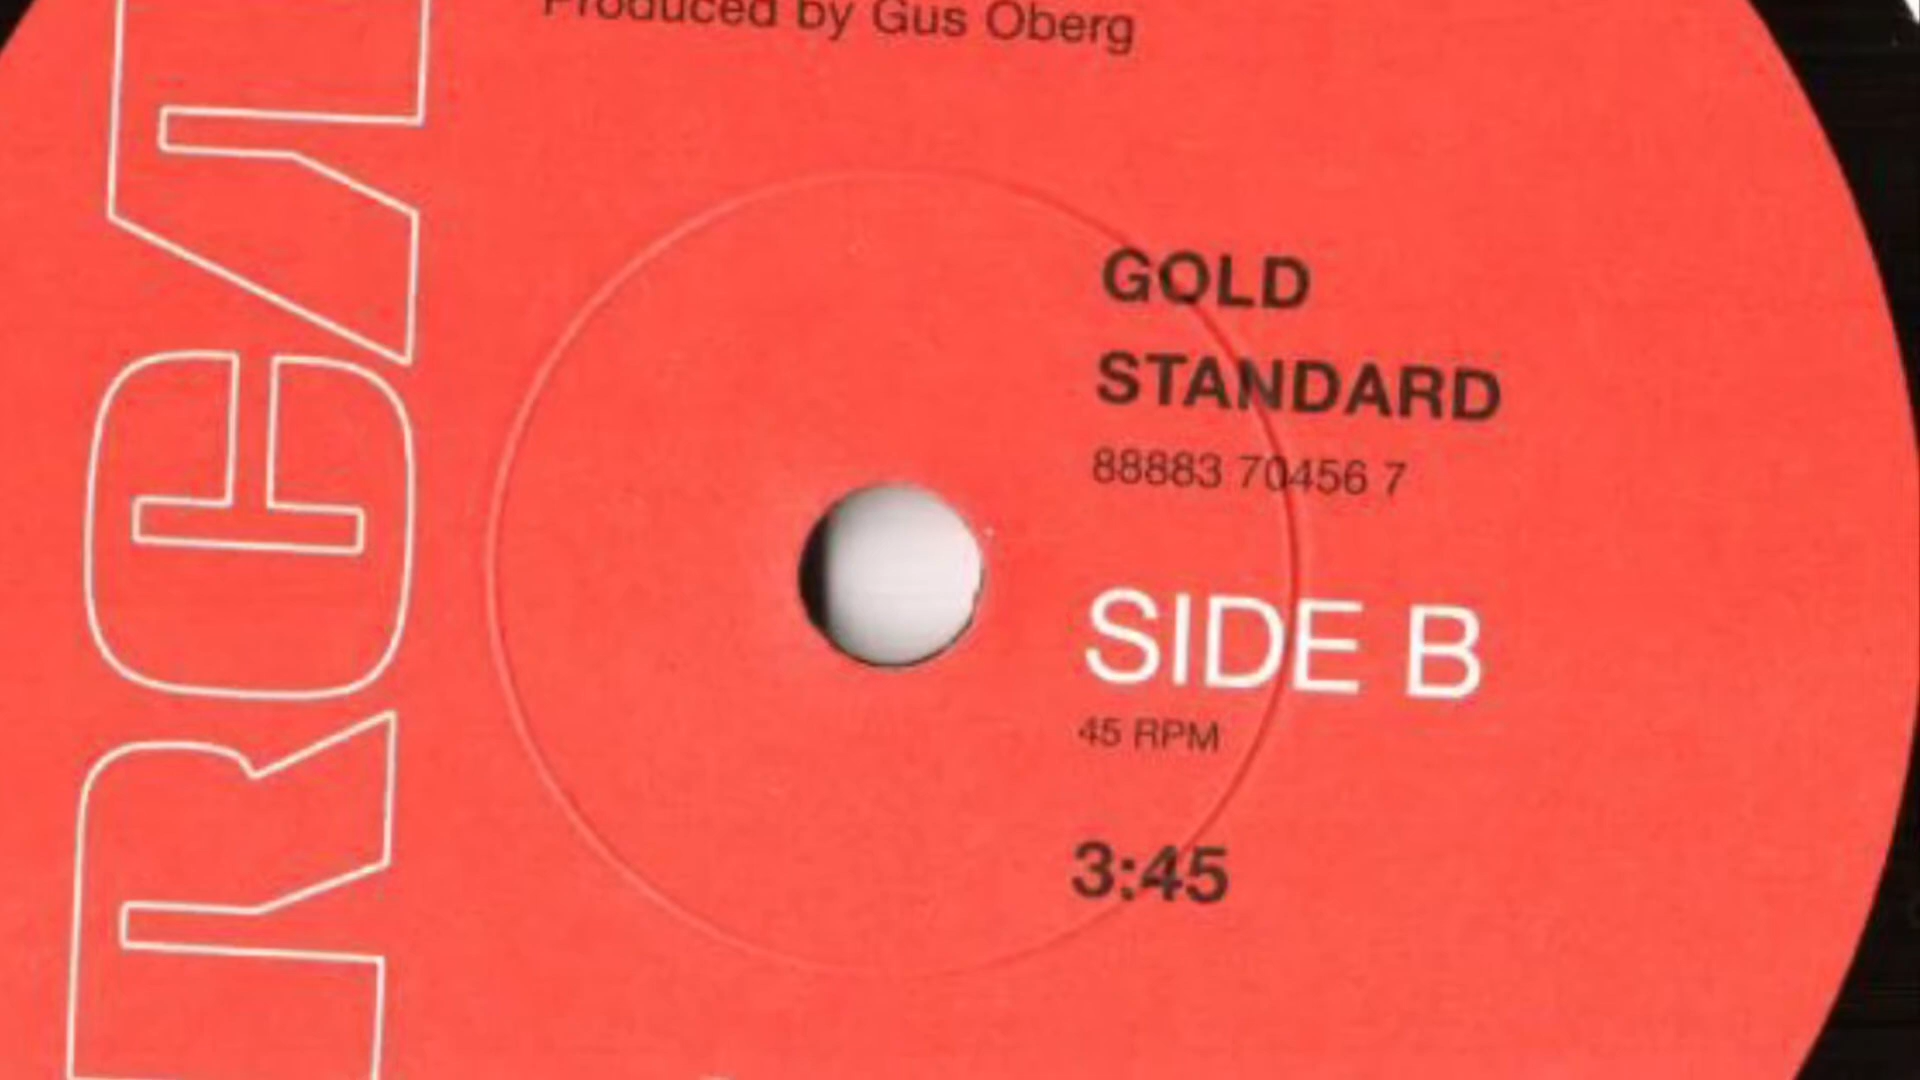 Produced by Gus Oberg
RCA
GOLD
STANDARD
88883 70456 7
SIDE B
45 RPM
3:45